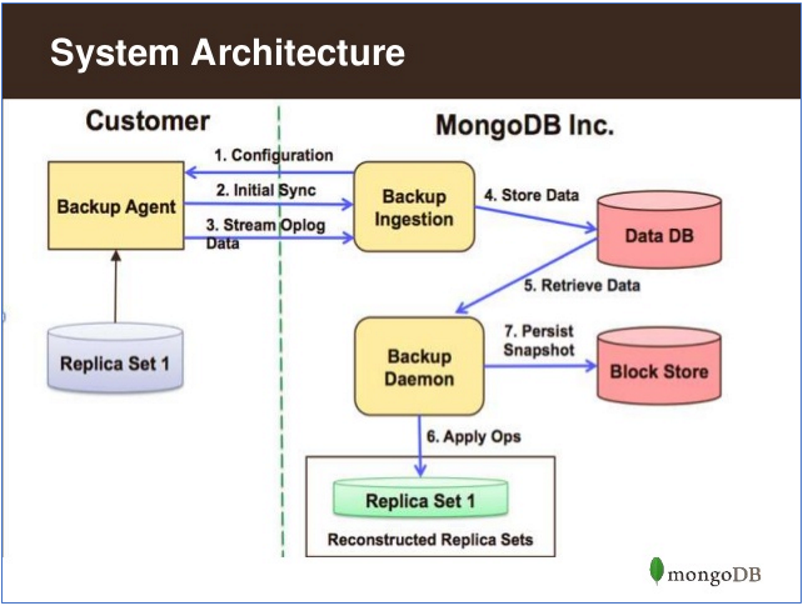 System Architecture
Customer
MongoDB Inc.
1. Configuration
Backup Agent
2. Initial Sync
3. Stream Oplog
Data
Backup
Ingestion
4. Store Data
Data DB
5. Retrieve Data
Replica Set 1
Backup
Daemon
7. Persist
Snapshot
Block Store
6. Apply Ops
Replica Set 1
Reconstructed Replica Sets
mongoDB